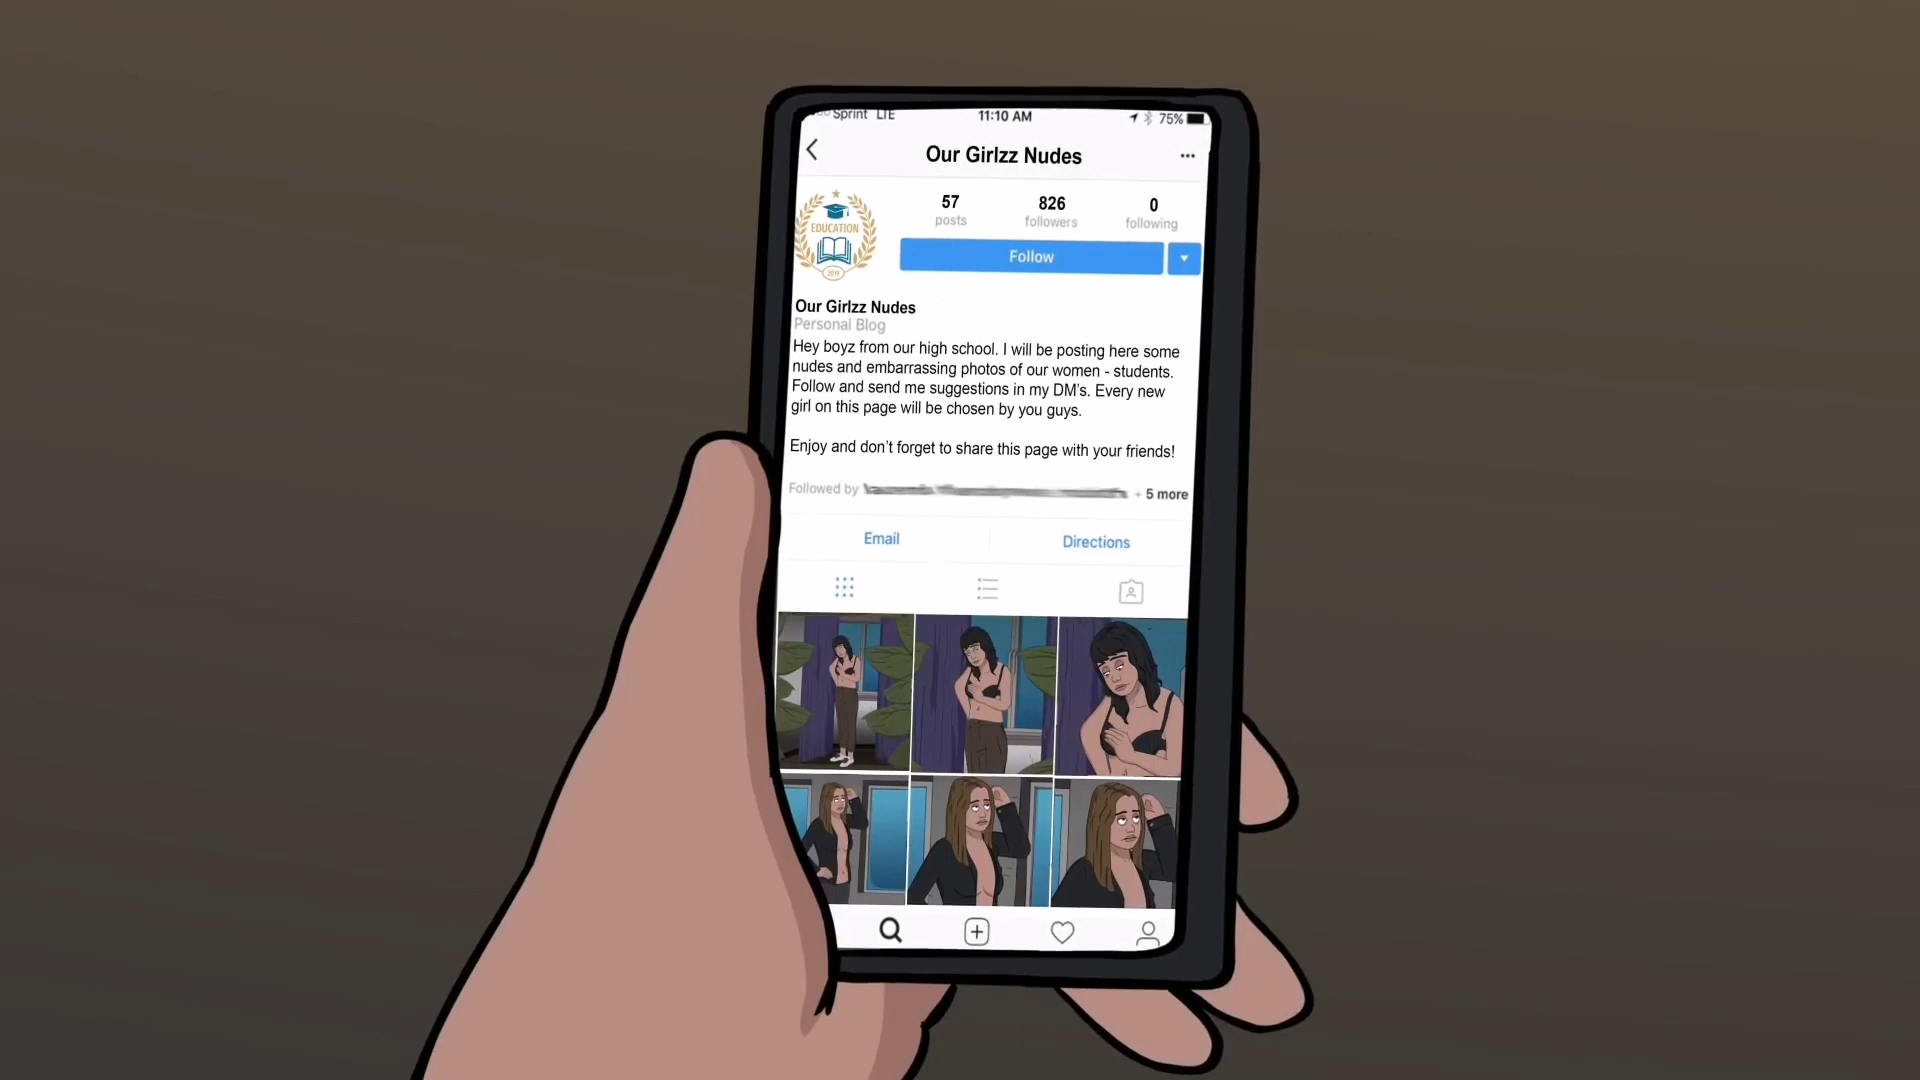 Sprint LTE 11:10 AM 75%
Our Girlzz Nudes
57 826 0
posts followers following
EDUCATION
2019
Follow
Our Girlzz Nudes
Personal Blog
Hey boyz from our high school. I will be posting here some
nudes and embarrassing photos of our women - students.
Follow and send me suggestions in my DM's. Every new
girl on this page will be chosen by you guys.
Enjoy and don't forget to share this page with your friends!
Followed by + 5 more
Email Directions